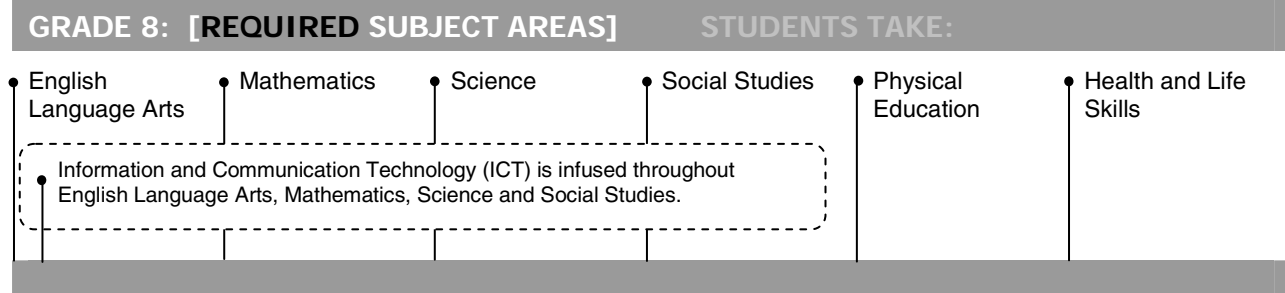 GRADE 8: [REQUIRED SUBJECT AREAS] STUDENTS TAKE:
English
Language Arts
Mathematics
Science
Social Studies
Physical
Education
Health and Life
Skills
Information and Communication Technology (ICT) is infused throughout
English Language Arts, Mathematics, Science and Social Studies.